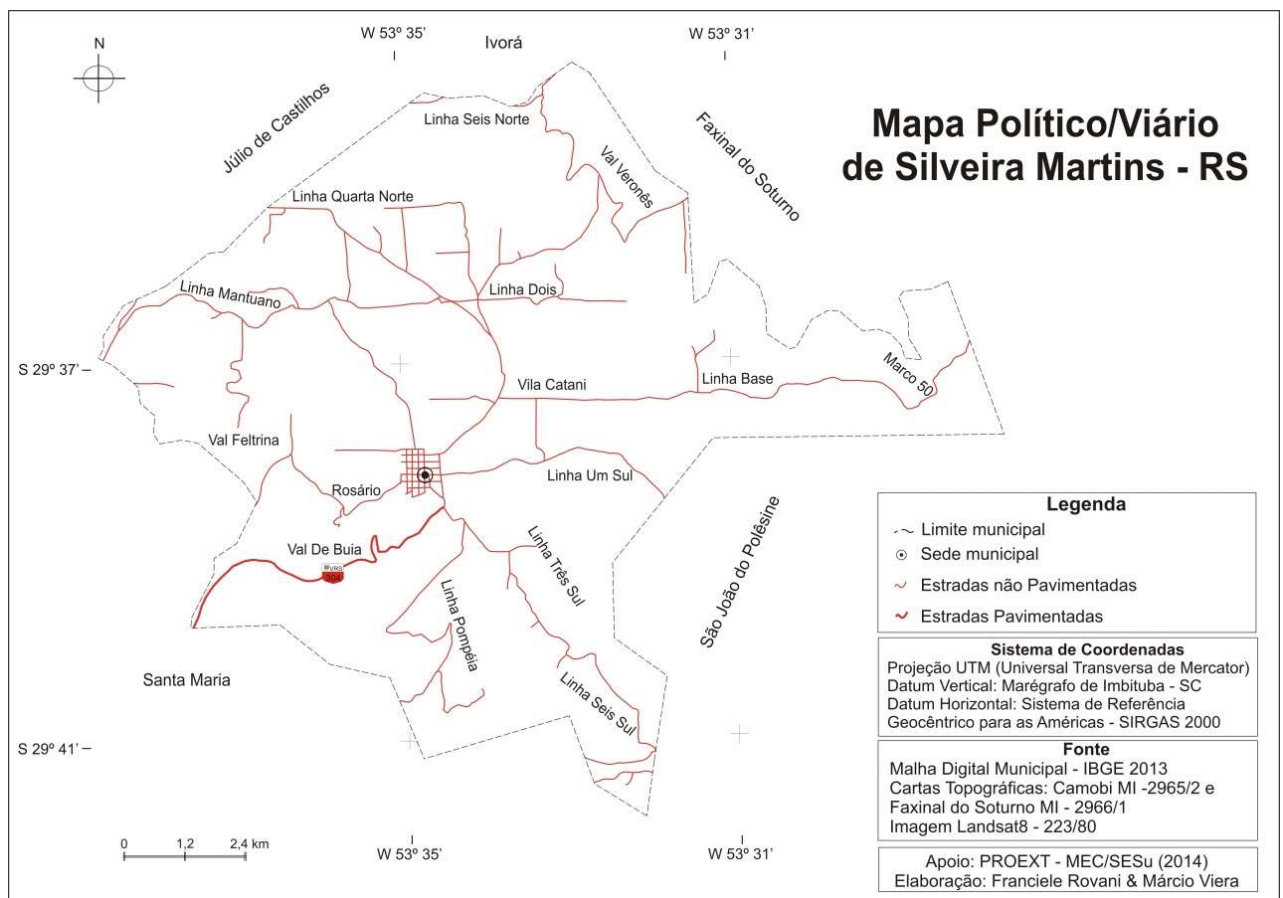 Mapa Político/Viário
de Silveira Martins - RS
N
W 53º 35’
W 53º 31’
Ivorá
Júlio de Castilhos
Faxinal do Soturno
Linha Seis Norte
Val Veronês
Linha Quarta Norte
Linha Mantuano
Linha Dois
S 29º 37’
Vila Catani
Linha Base
Marco 50
Val Feltrina
Rosário
Linha Um Sul
Val De Buia
VRS
304
Linha Três Sul
Linha Pompéia
São João do Polêsine
Santa Maria
Linha Seis Sul
S 29º 41’
0 1,2 2,4 km
W 53º 35’
W 53º 31’
Legenda
Limite municipal
Sede municipal
Estradas não Pavimentadas
Estradas Pavimentadas
Sistema de Coordenadas
Projeção UTM (Universal Transversa de Mercator)
Datum Vertical: Marégrafo de Imbituba - SC
Datum Horizontal: Sistema de Referência
Geocêntrico para as Américas - SIRGAS 2000
Fonte
Malha Digital Municipal - IBGE 2013
Cartas Topográficas: Camobi MI -2965/2 e
Faxinal do Soturno MI - 2966/1
Imagem Landsat8 - 223/80
Apoio: PROEXT - MEC/SESu (2014)
Elaboração: Franciele Rovani & Márcio Viera